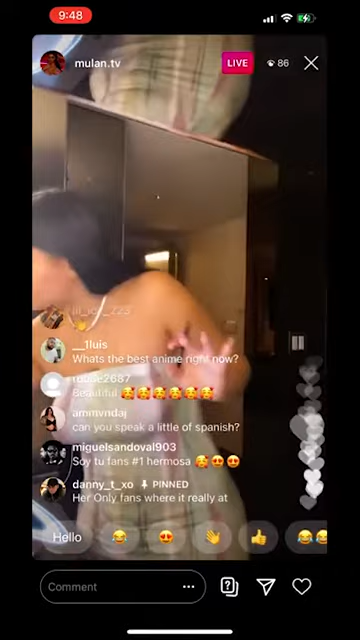 9:48
mulan.tv
LIVE
86
lil_ici_223
👏
__1luis
Whats the best anime right now?
Beautiful 🥰🥰🥰🥰🥰🥰
ammvndaj
can you speak a little of spanish?
miguelsandoval903
Soy tu fans #1 hermosa 🥰😍😍
danny_t_xo PINNED
Her Only fans where it really at
Hello 😂 😍 👏 👍 😂😂
Comment